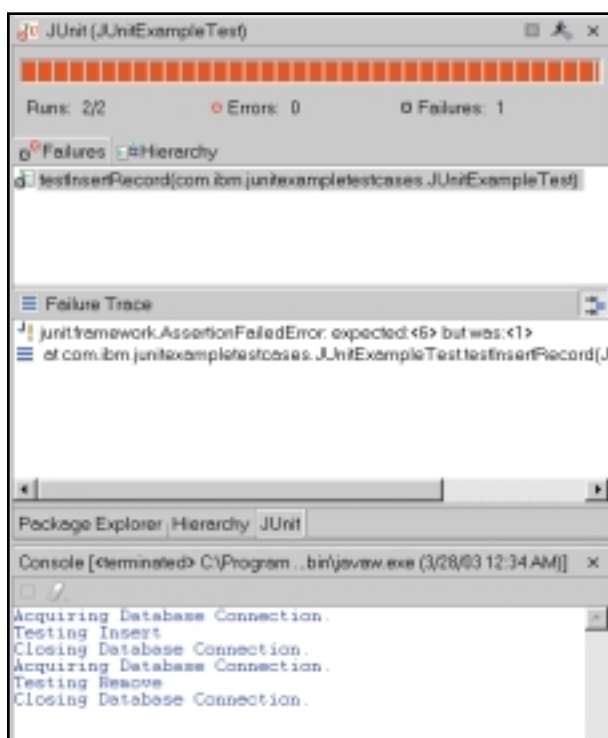 JUnit (JUnitExampleTest)
Runs: 2/2 Errors: 0 Failures: 1
Failures Hierarchy
testInsertRecord(com.ibm.junitexampletestcases.JUnitExampleTest)
Failure Trace
junit.framework.AssertionFailedError: expected:<6> but was:<1>
at com.ibm.junitexampletestcases.JUnitExampleTest.testInsertRecord(J
Package Explorer Hierarchy JUnit
Console [<terminated> C:\Program ...bin\javaw.exe (3/28/03 12:34 AM)]
Acquiring Database Connection.
Testing Insert
Closing Database Connection.
Acquiring Database Connection.
Testing Remove
Closing Database Connection.